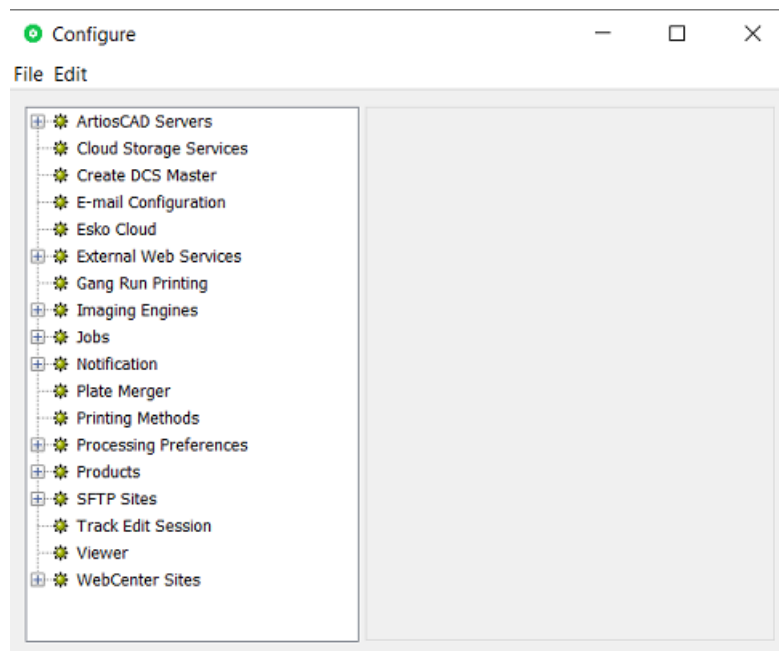 Configure
File Edit
ArtiosCAD Servers
Cloud Storage Services
Create DCS Master
E-mail Configuration
Esko Cloud
External Web Services
Gang Run Printing
Imaging Engines
Jobs
Notification
Plate Merger
Printing Methods
Processing Preferences
Products
SFTP Sites
Track Edit Session
Viewer
WebCenter Sites